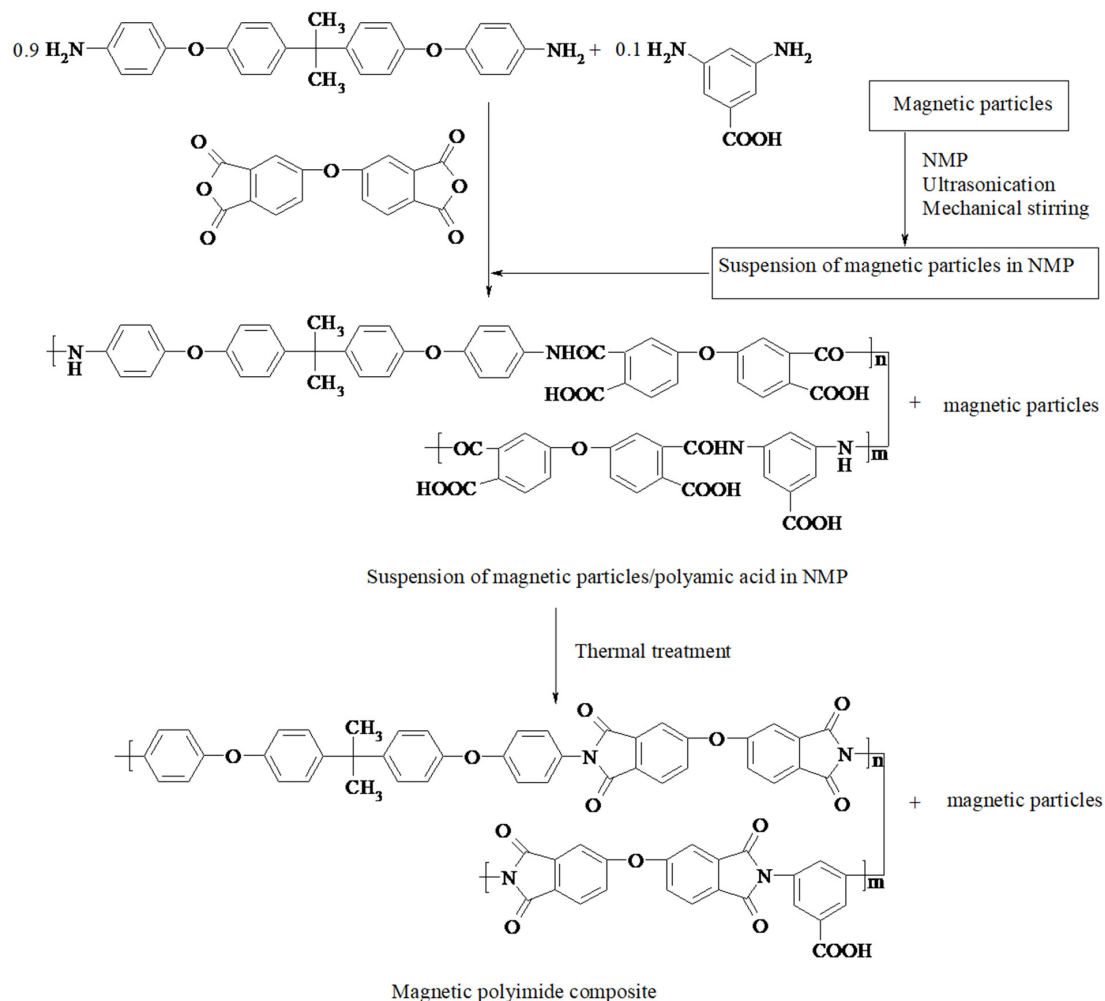 0.9 H₂N O CH₃ CH₃ O NH₂ + 0.1 H₂N NH₂
COOH
Magnetic particles
NMP
Ultrasonication
Mechanical stirring
O O O O O O O
Suspension of magnetic particles in NMP
[ N H O CH₃ CH₃ O NHOC HOOC O CO COOH ]n
+ magnetic particles
[ OC HOOC O COHN COOH N H ]m
COOH
Suspension of magnetic particles/polyamic acid in NMP
Thermal treatment
[ O CH₃ CH₃ O N O O O O O N ]n
+ magnetic particles
[ N O O O O O N ]m
COOH
Magnetic polyimide composite